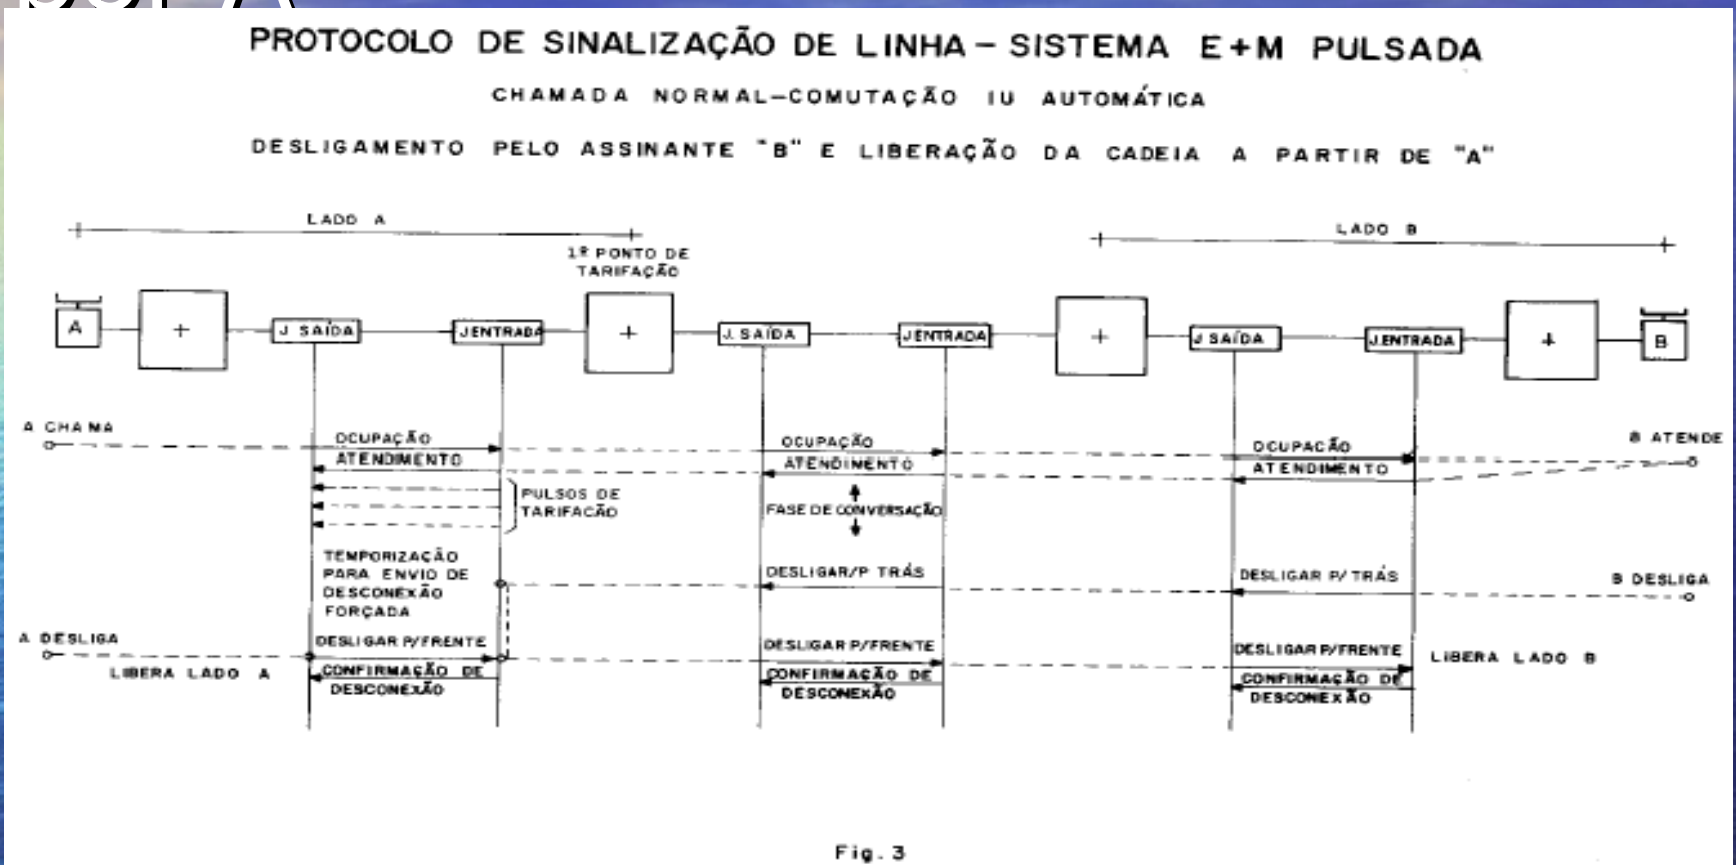 PROTOCOLO DE SINALIZAÇÃO DE LINHA – SISTEMA E+M PULSADA
CHAMADA NORMAL–COMUTAÇÃO IU AUTOMÁTICA
DESLIGAMENTO PELO ASSINANTE "B" E LIBERAÇÃO DA CADEIA A PARTIR DE "A"
LADO A
LADO B
1º PONTO DE
TARIFAÇÃO
A
+
J. SAÍDA
J.ENTRADA
+
J. SAÍDA
J.ENTRADA
+
J SAÍDA
J.ENTRADA
+
B
A CHAMA
OCUPAÇÃO
OCUPAÇÃO
OCUPACÃO
B ATENDE
ATENDIMENTO
ATENDIMENTO
ATENDIMENTO
PULSOS DE
TARIFACÃO
FASE DE CONVERSAÇÃO
TEMPORIZAÇÃO
PARA ENVIO DE
DESCONEXÃO
FORÇADA
DESLIGAR/P TRÁS
DESLIGAR P/ TRÁS
B DESLIGA
A DESLIGA
DESLIGAR P/FRENTE
DESLIGAR P/FRENTE
DESLIGAR P/FRENTE
LIBERA LADO A
LIBERA LADO B
CONFIRMAÇÃO DE
DESCONEXÃO
CONFIRMAÇÃO DE
DESCONEXÃO
CONFIRMAÇÃO DE
DESCONEXÃO
Fig. 3